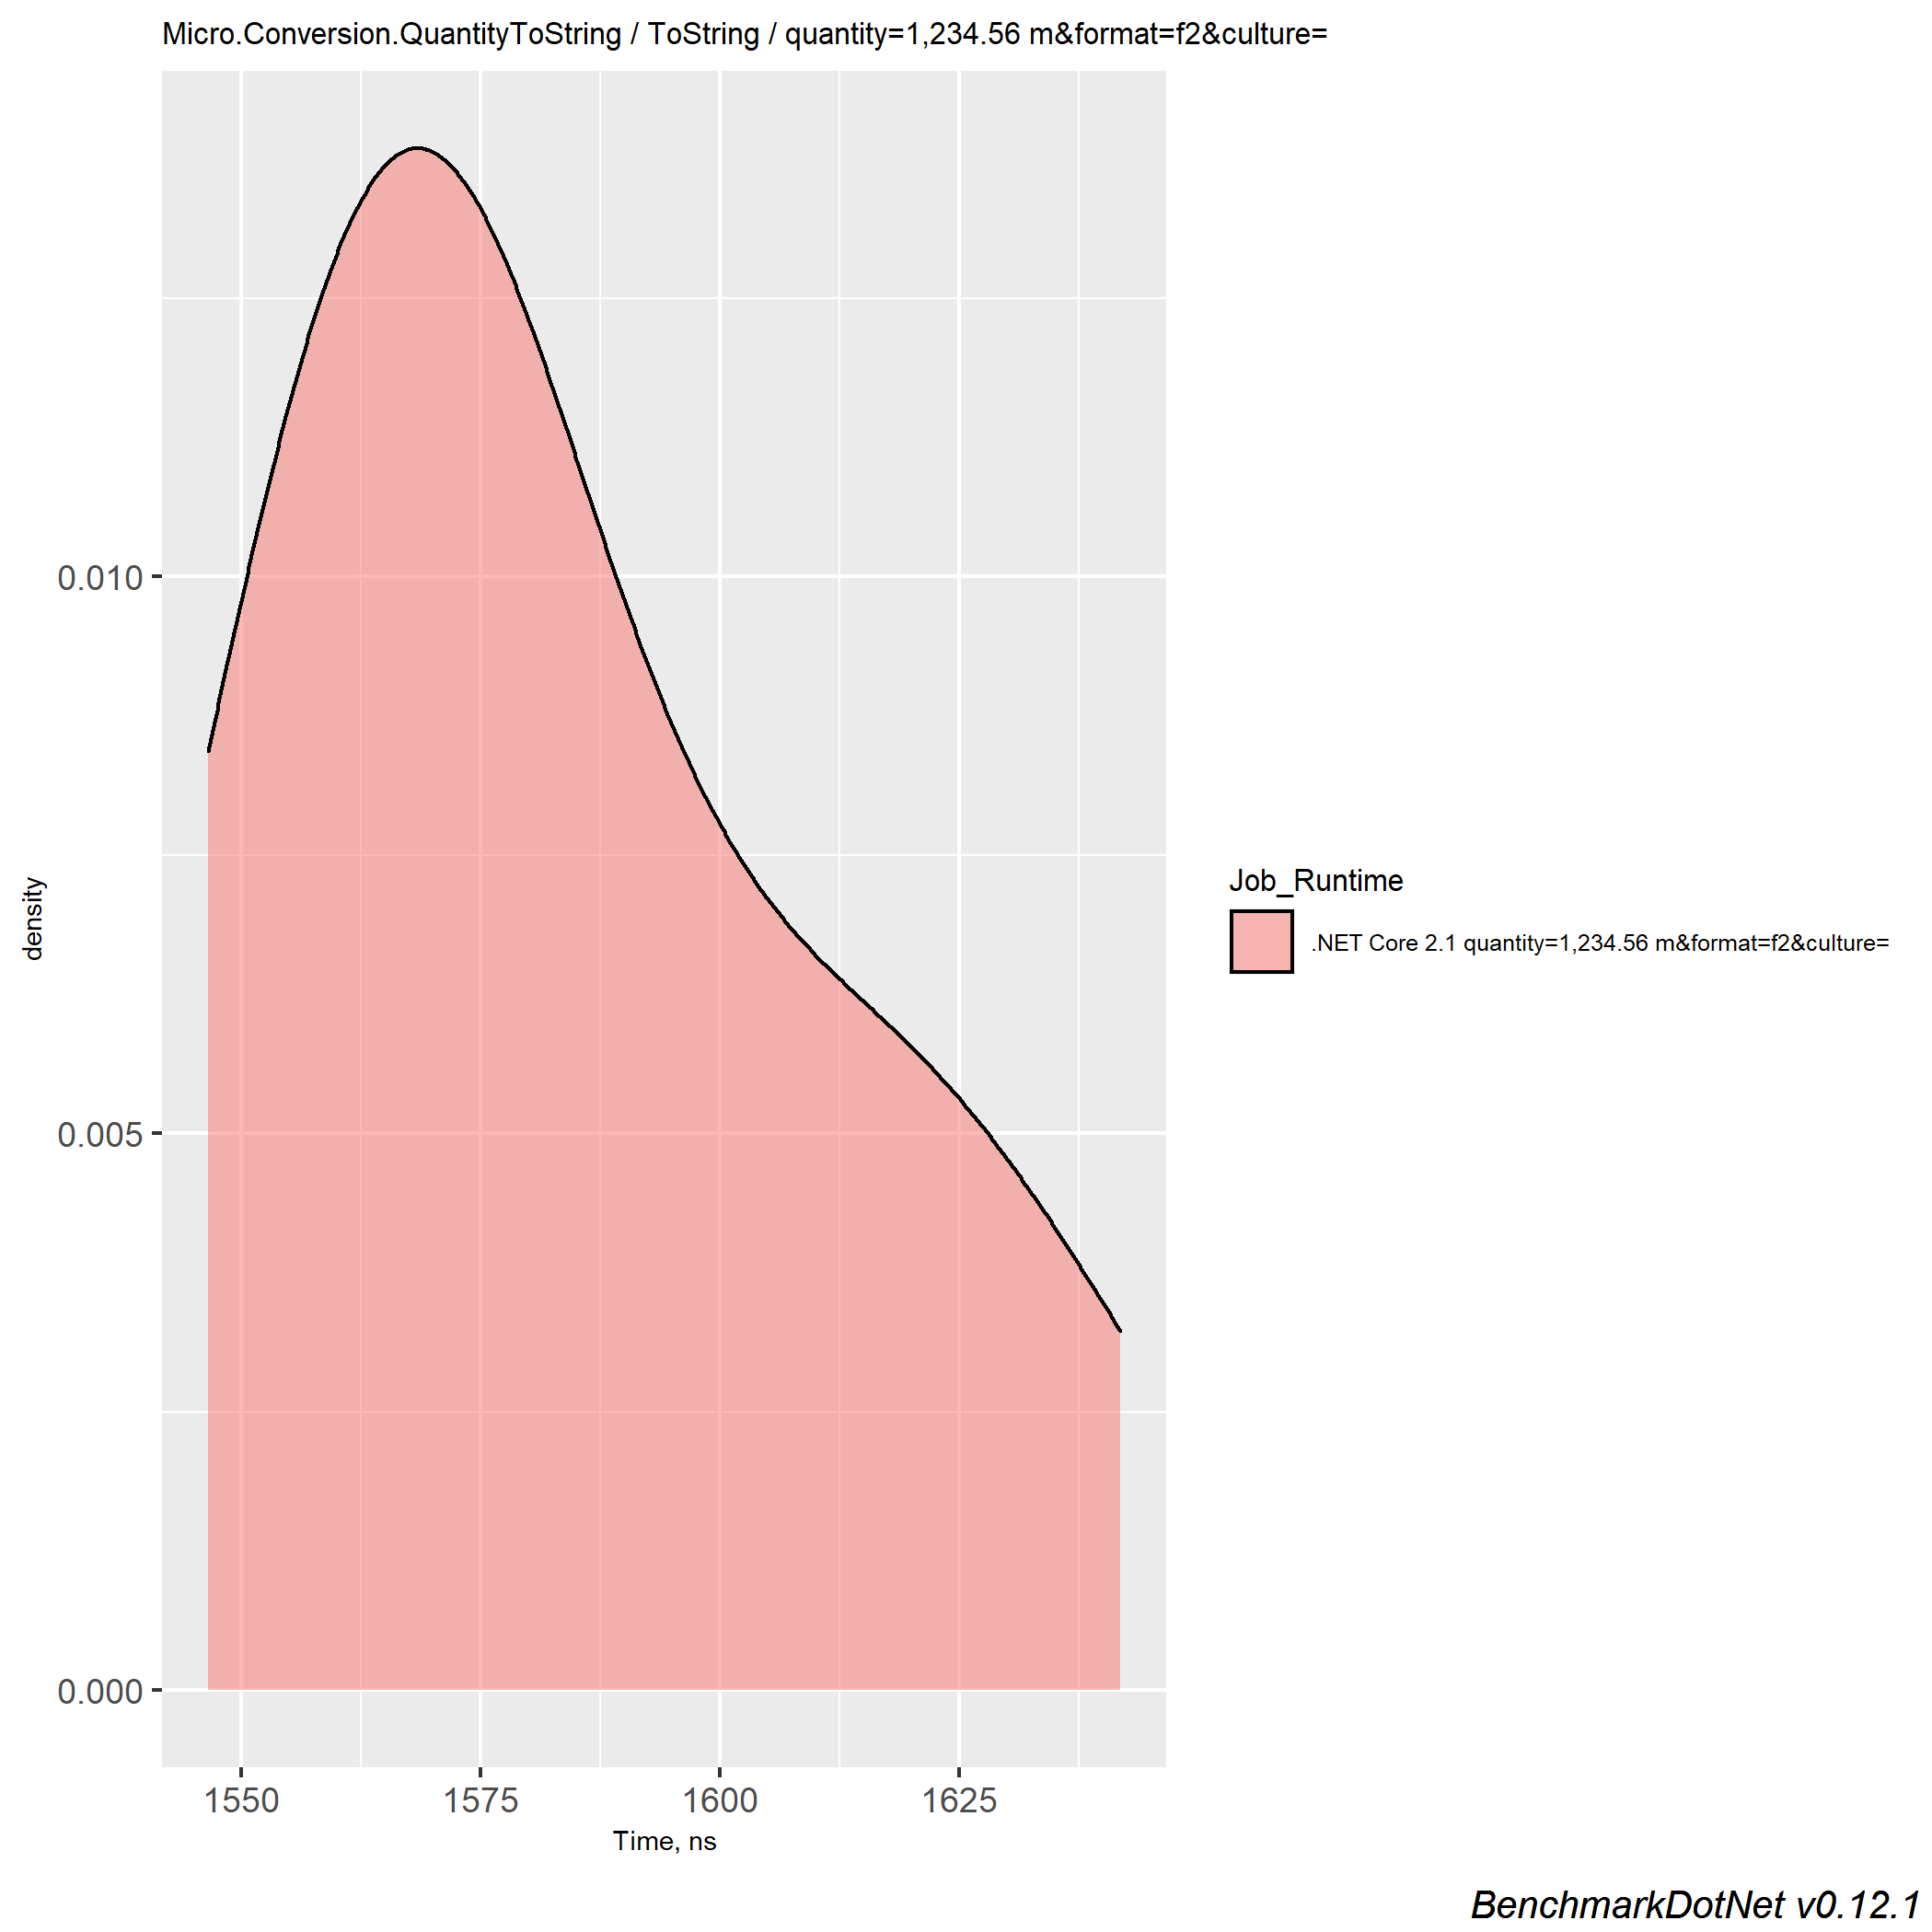 Micro.Conversion.QuantityToString / ToString / quantity=1,234.56 m&format=f2&culture=
0.010
0.005
0.000
density
1550 1575 1600 1625
Time, ns
Job_Runtime
.NET Core 2.1 quantity=1,234.56 m&format=f2&culture=
BenchmarkDotNet v0.12.1